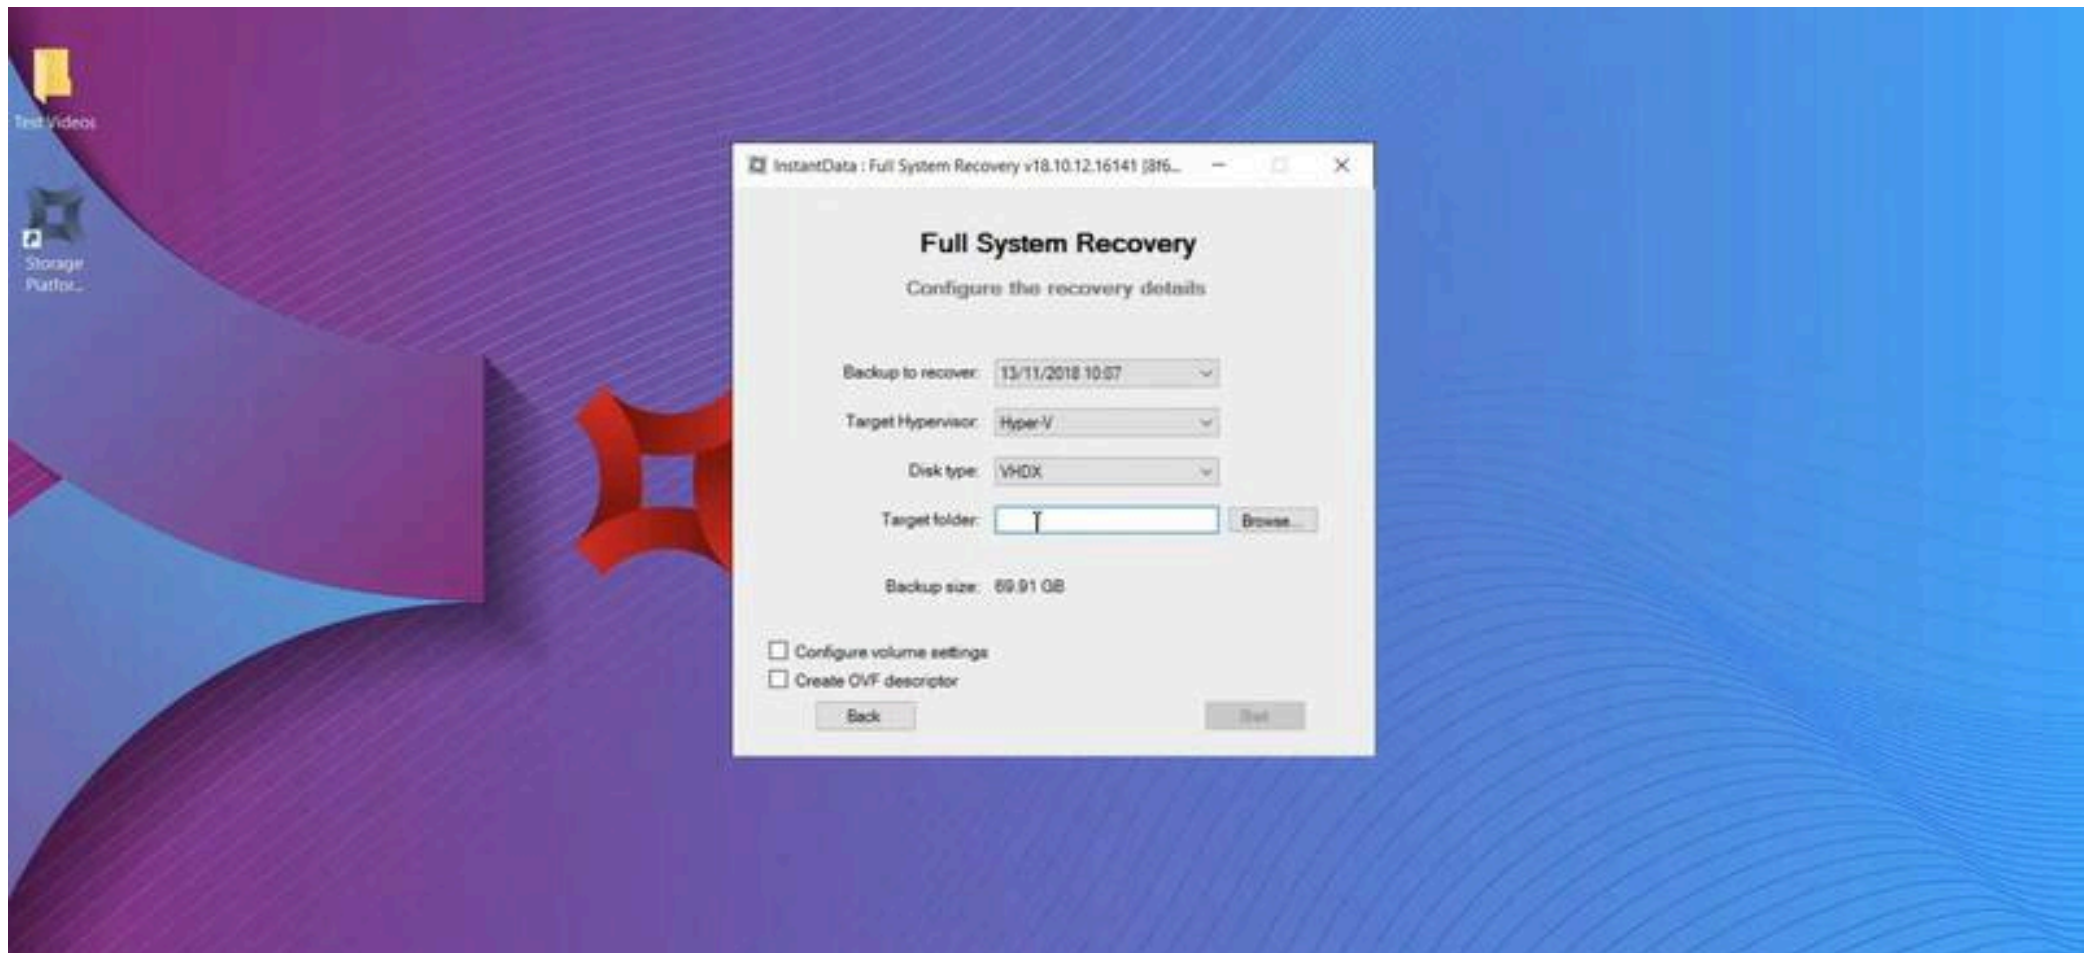 Test Videos
Storage
Platfor...
InstantData : Full System Recovery v18.10.12.16141 [8f6...
Full System Recovery
Configure the recovery details
Backup to recover: 13/11/2018 10:07
Target Hypervisor: Hyper-V
Disk type: VHDX
Target folder: Browse...
Backup size: 69.91 GB
Configure volume settings
Create OVF descriptor
Back Start